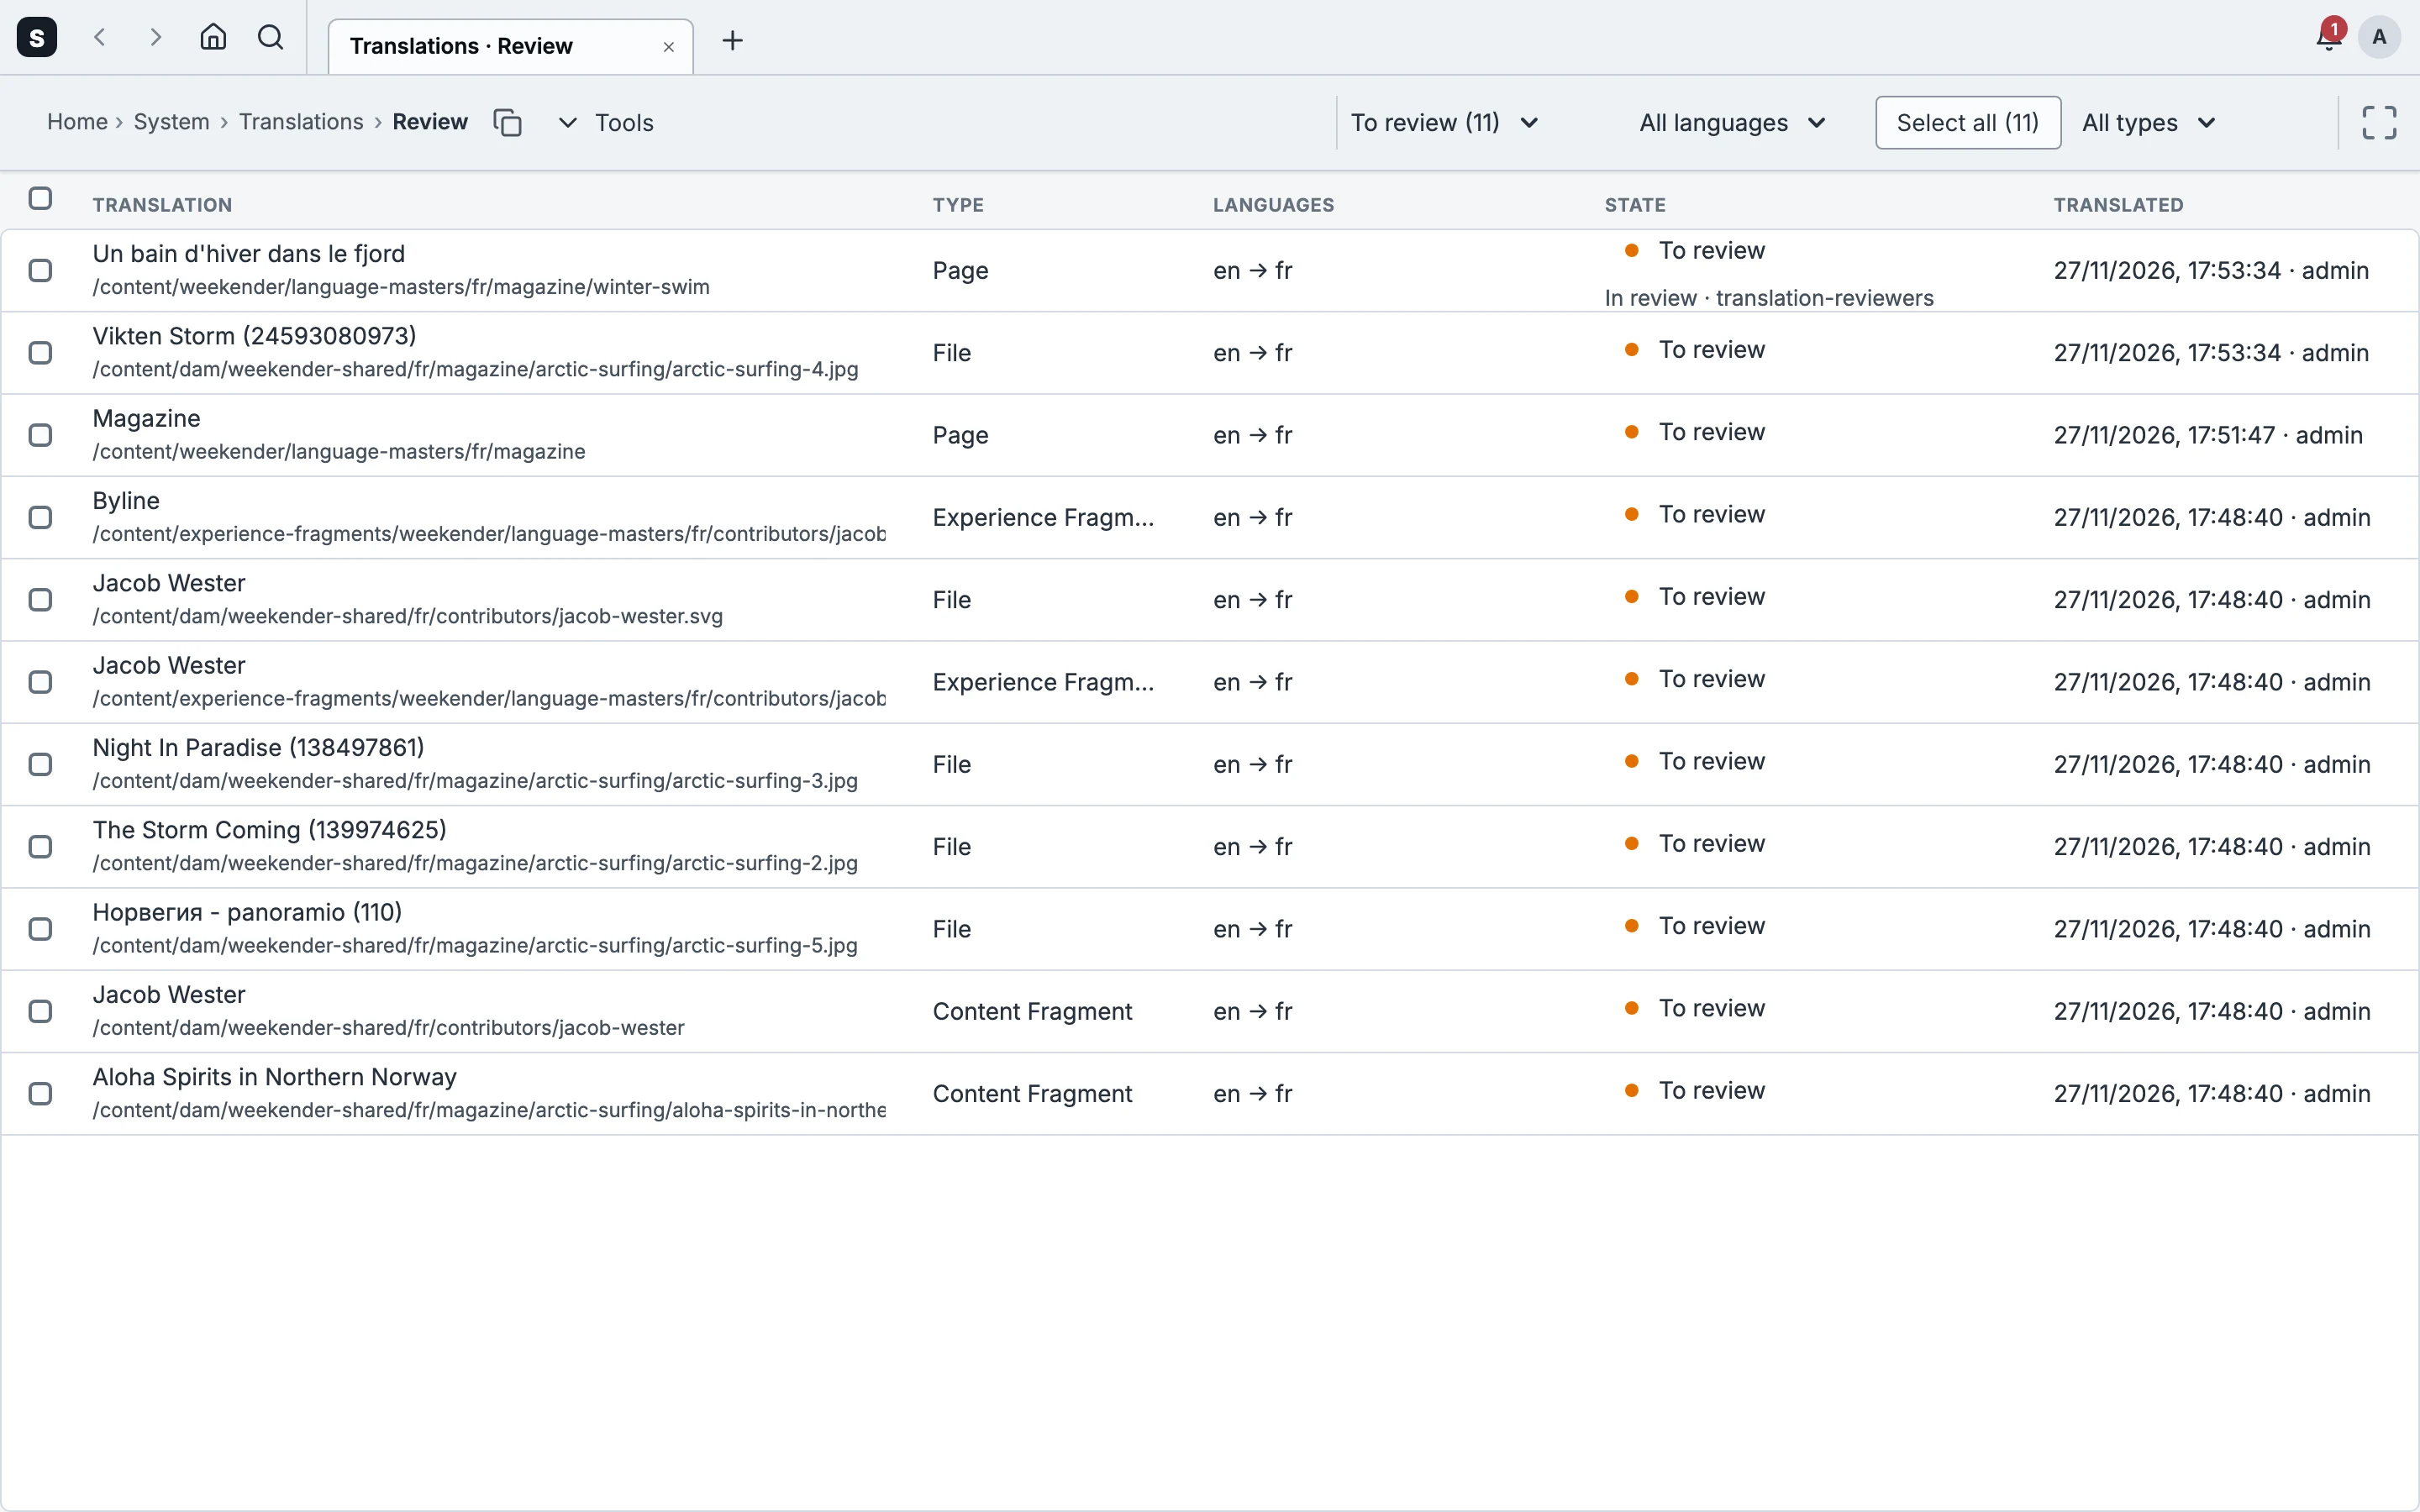 S
Translations · Review
1
A
Home › System › Translations › Review
Tools
To review (11)
All languages
Select all (11)
All types
TRANSLATION TYPE LANGUAGES STATE TRANSLATED
Un bain d'hiver dans le fjord
/content/weekender/language-masters/fr/magazine/winter-swim
Page
en → fr
To review
In review · translation-reviewers
27/11/2026, 17:53:34 · admin
Vikten Storm (24593080973)
/content/dam/weekender-shared/fr/magazine/arctic-surfing/arctic-surfing-4.jpg
File
en → fr
To review
27/11/2026, 17:53:34 · admin
Magazine
/content/weekender/language-masters/fr/magazine
Page
en → fr
To review
27/11/2026, 17:51:47 · admin
Byline
/content/experience-fragments/weekender/language-masters/fr/contributors/jacob
Experience Fragm...
en → fr
To review
27/11/2026, 17:48:40 · admin
Jacob Wester
/content/dam/weekender-shared/fr/contributors/jacob-wester.svg
File
en → fr
To review
27/11/2026, 17:48:40 · admin
Jacob Wester
/content/experience-fragments/weekender/language-masters/fr/contributors/jacob
Experience Fragm...
en → fr
To review
27/11/2026, 17:48:40 · admin
Night In Paradise (138497861)
/content/dam/weekender-shared/fr/magazine/arctic-surfing/arctic-surfing-3.jpg
File
en → fr
To review
27/11/2026, 17:48:40 · admin
The Storm Coming (139974625)
/content/dam/weekender-shared/fr/magazine/arctic-surfing/arctic-surfing-2.jpg
File
en → fr
To review
27/11/2026, 17:48:40 · admin
Норвегия - panoramio (110)
/content/dam/weekender-shared/fr/magazine/arctic-surfing/arctic-surfing-5.jpg
File
en → fr
To review
27/11/2026, 17:48:40 · admin
Jacob Wester
/content/dam/weekender-shared/fr/contributors/jacob-wester
Content Fragment
en → fr
To review
27/11/2026, 17:48:40 · admin
Aloha Spirits in Northern Norway
/content/dam/weekender-shared/fr/magazine/arctic-surfing/aloha-spirits-in-northe
Content Fragment
en → fr
To review
27/11/2026, 17:48:40 · admin